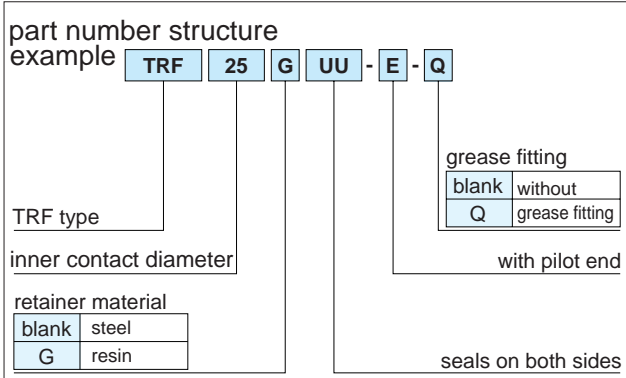 part number structure
example TRF 25 G UU - E - Q
grease fitting
blank without
Q grease fitting
TRF type
inner contact diameter
with pilot end
retainer material
blank steel
G resin
seals on both sides